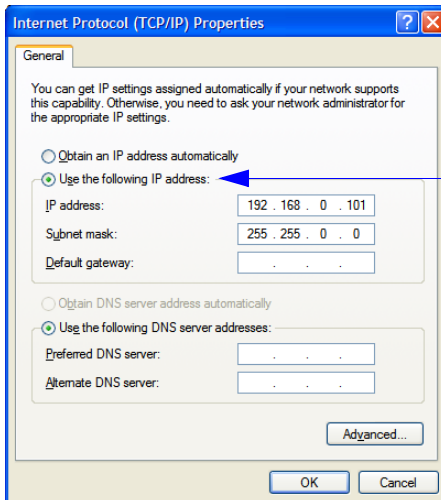 Internet Protocol (TCP/IP) Properties
General
You can get IP settings assigned automatically if your network supports
this capability. Otherwise, you need to ask your network administrator for
the appropriate IP settings.
Obtain an IP address automatically
Use the following IP address:
IP address: 192 . 168 . 0 . 101
Subnet mask: 255 . 255 . 0 . 0
Default gateway: . . .
Obtain DNS server address automatically
Use the following DNS server addresses:
Preferred DNS server: . . .
Alternate DNS server: . . .
Advanced...
OK Cancel